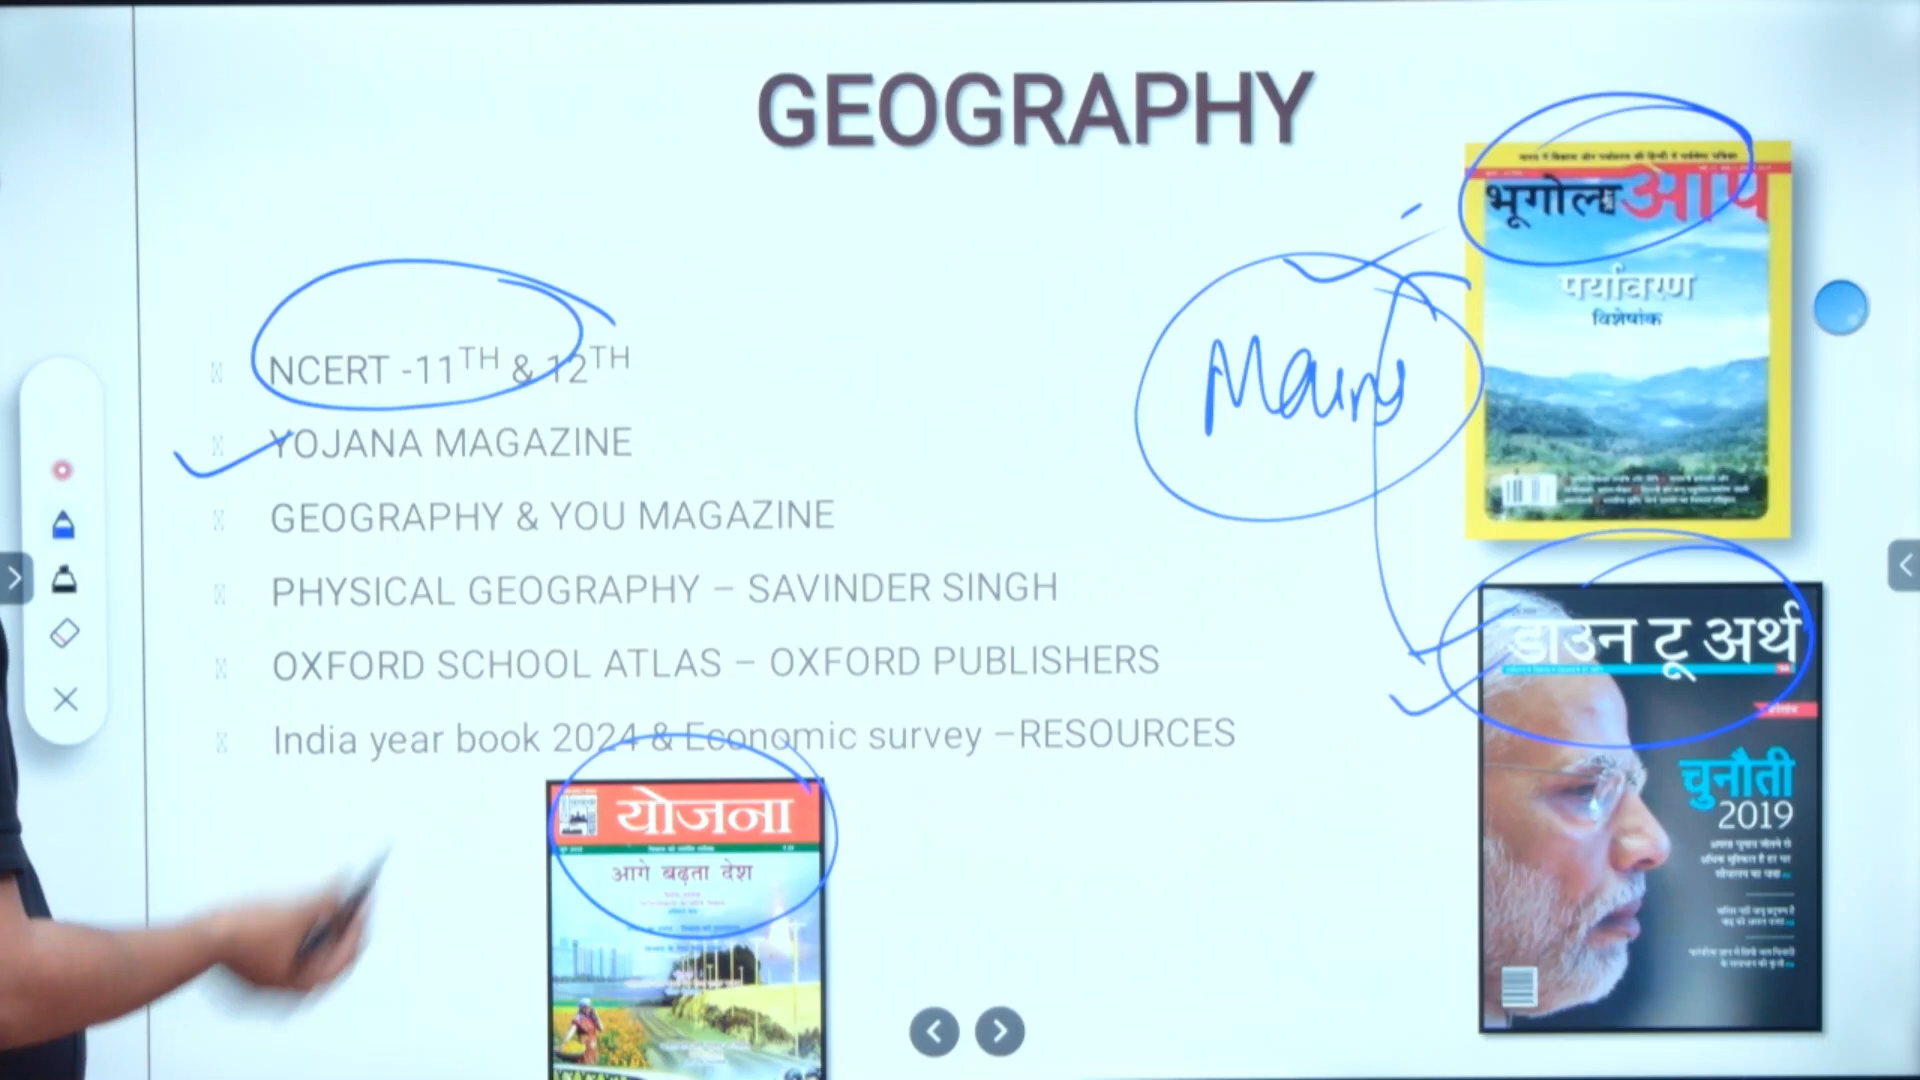 GEOGRAPHY
NCERT -11TH & 12TH
YOJANA MAGAZINE
GEOGRAPHY & YOU MAGAZINE
PHYSICAL GEOGRAPHY – SAVINDER SINGH
OXFORD SCHOOL ATLAS – OXFORD PUBLISHERS
India year book 2024 & Economic survey –RESOURCES
Mains
भूगोल और आप
पर्यावरण
विशेषांक
डाउन टू अर्थ
चुनौती
2019
योजना
आगे बढ़ता देश